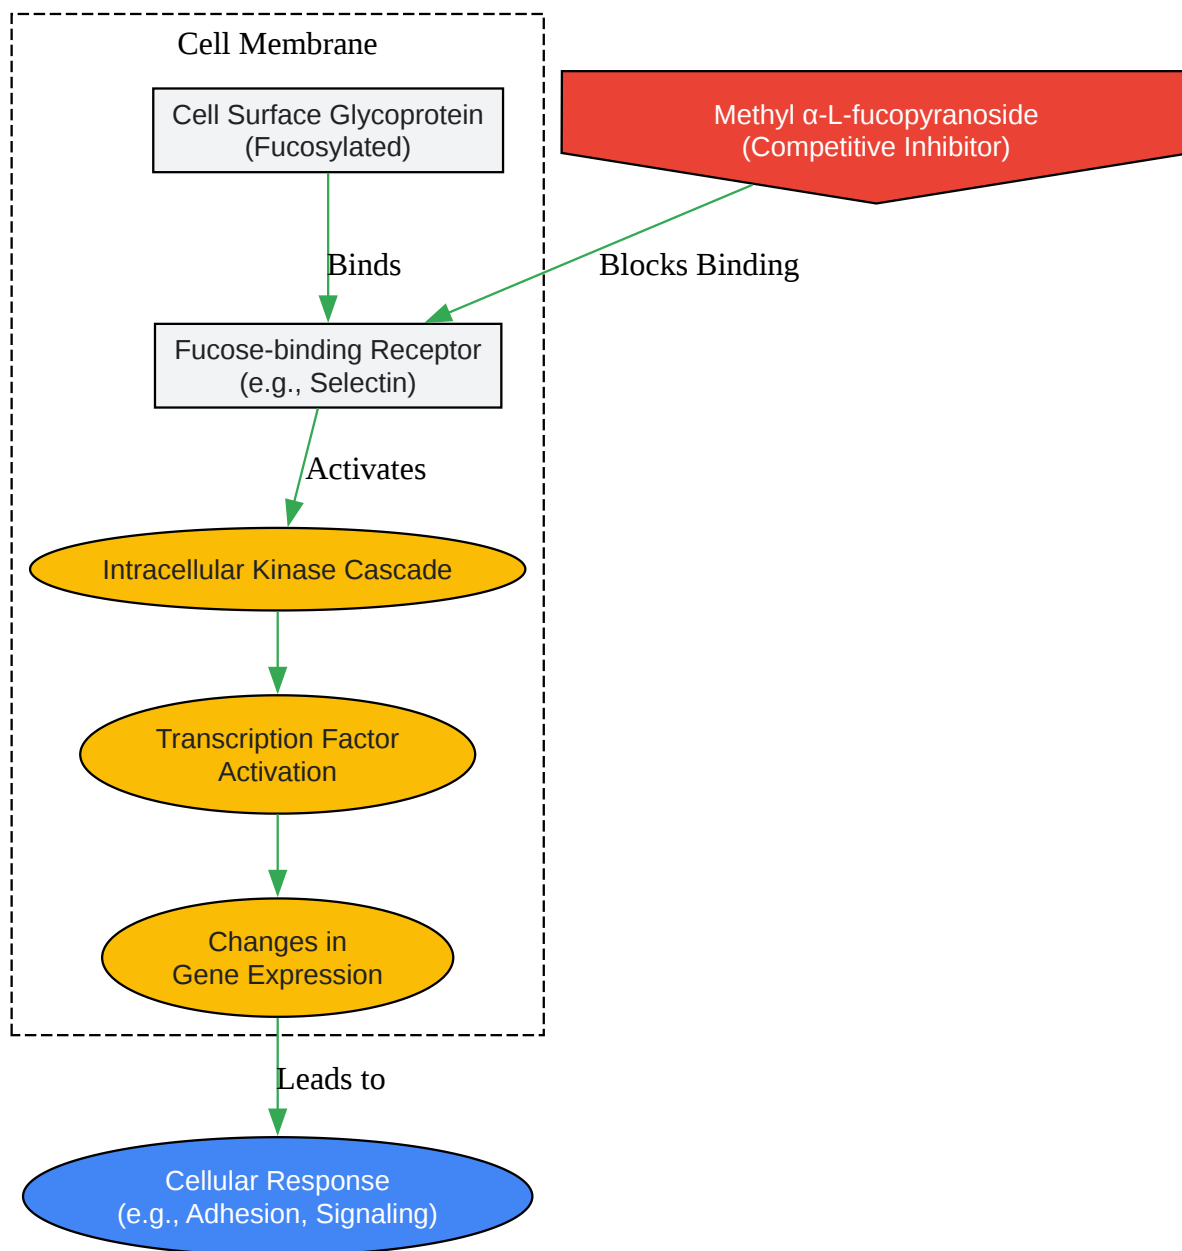 Cell Membrane
Cell Surface Glycoprotein
(Fucosylated)
Methyl α-L-fucopyranoside
(Competitive Inhibitor)
Binds
Blocks Binding
Fucose-binding Receptor
(e.g., Selectin)
Activates
Intracellular Kinase Cascade
Transcription Factor
Activation
Changes in
Gene Expression
Leads to
Cellular Response
(e.g., Adhesion, Signaling)